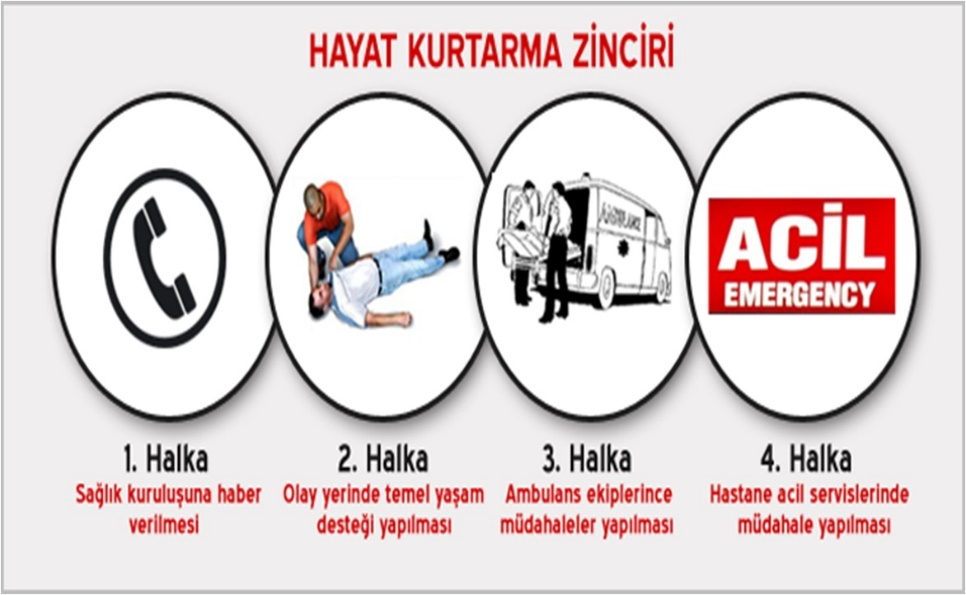 HAYAT KURTARMA ZİNCİRİ
AMBULANCE
ACİL
EMERGENCY
1. Halka
Sağlık kuruluşuna haber
verilmesi
2. Halka
Olay yerinde temel yaşam
desteği yapılması
3. Halka
Ambulans ekiplerince
müdahaleler yapılması
4. Halka
Hastane acil servislerinde
müdahale yapılması